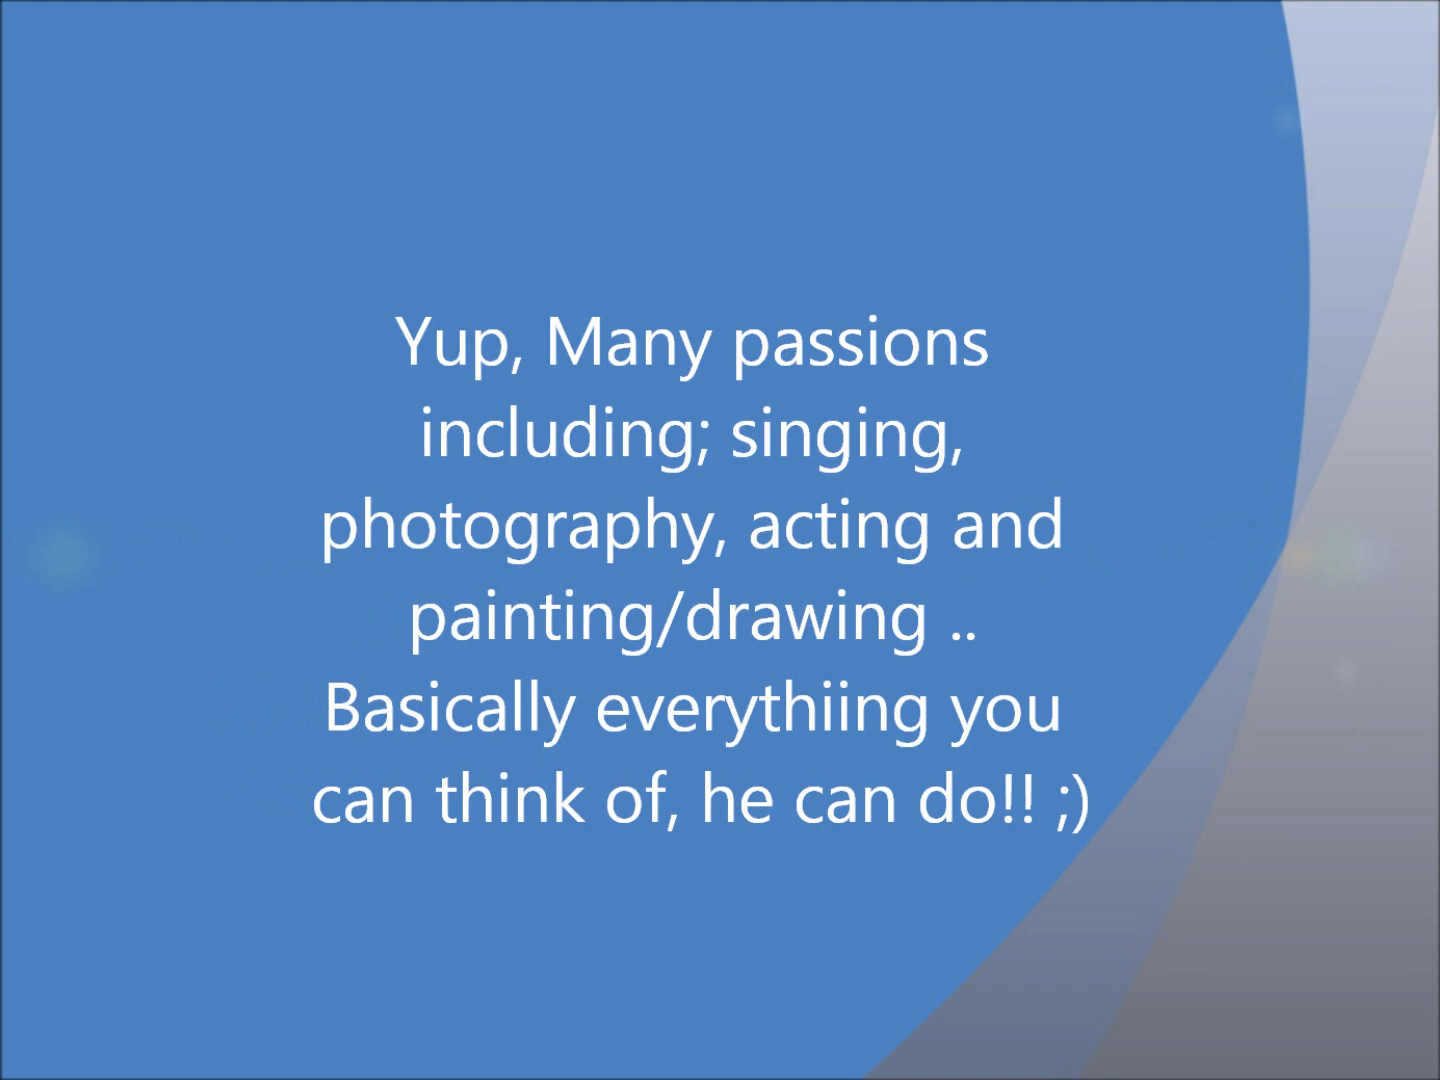 Yup, Many passions
including; singing,
photography, acting and
painting/drawing ..
Basically everythiing you
can think of, he can do!! ;)